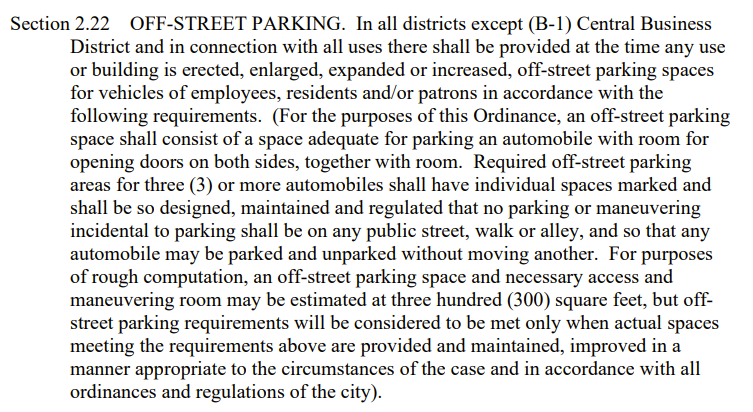 Section 2.22 OFF-STREET PARKING. In all districts except (B-1) Central Business
District and in connection with all uses there shall be provided at the time any use
or building is erected, enlarged, expanded or increased, off-street parking spaces
for vehicles of employees, residents and/or patrons in accordance with the
following requirements. (For the purposes of this Ordinance, an off-street parking
space shall consist of a space adequate for parking an automobile with room for
opening doors on both sides, together with room. Required off-street parking
areas for three (3) or more automobiles shall have individual spaces marked and
shall be so designed, maintained and regulated that no parking or maneuvering
incidental to parking shall be on any public street, walk or alley, and so that any
automobile may be parked and unparked without moving another. For purposes
of rough computation, an off-street parking space and necessary access and
maneuvering room may be estimated at three hundred (300) square feet, but off-
street parking requirements will be considered to be met only when actual spaces
meeting the requirements above are provided and maintained, improved in a
manner appropriate to the circumstances of the case and in accordance with all
ordinances and regulations of the city).